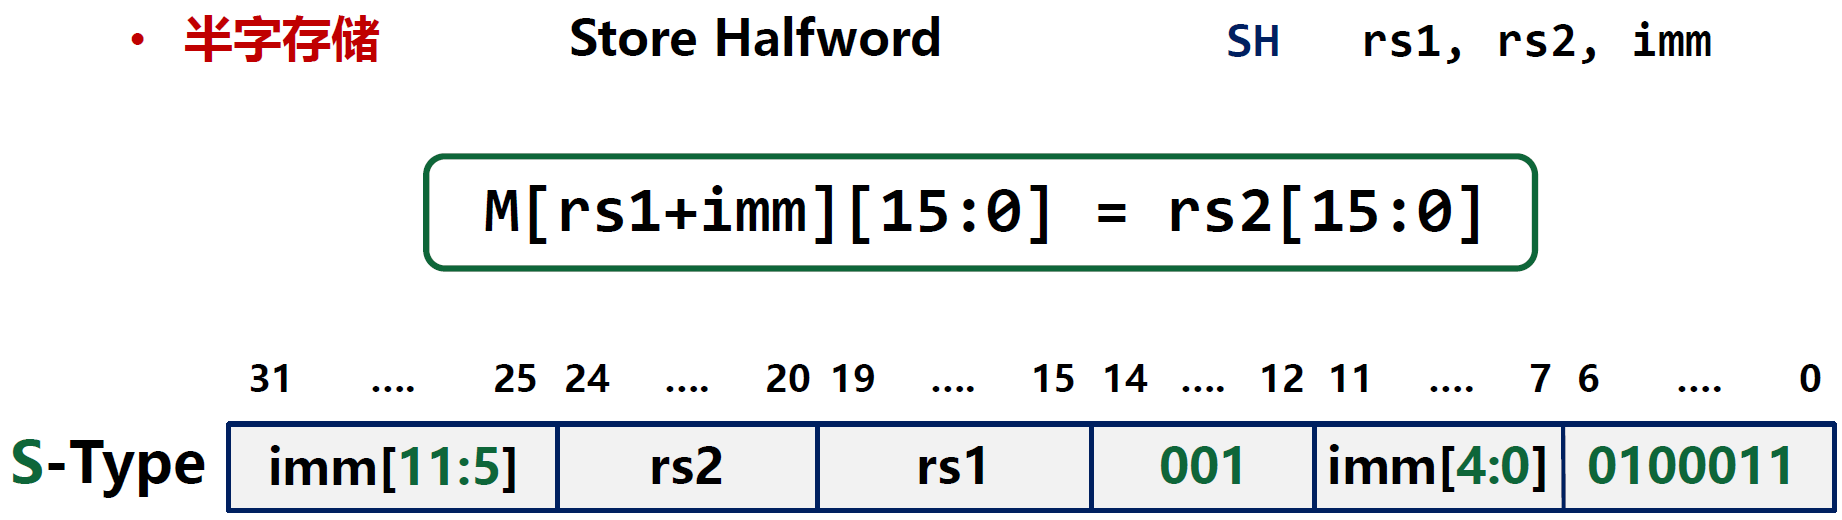 • 半字存储 Store Halfword SH rs1, rs2, imm
M[rs1+imm][15:0] = rs2[15:0]
31 .... 25 24 .... 20 19 .... 15 14 .... 12 11 .... 7 6 .... 0
S-Type imm[11:5] rs2 rs1 001 imm[4:0] 0100011